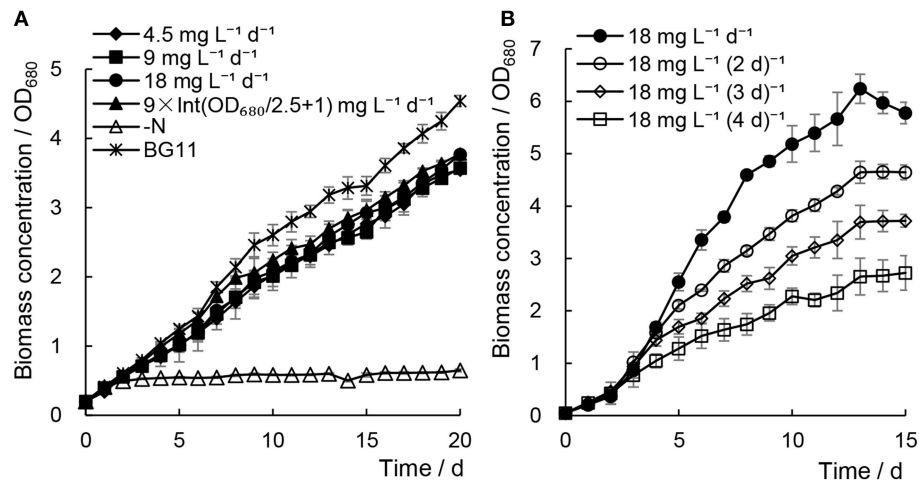 A
4.5 mg L⁻¹ d⁻¹
9 mg L⁻¹ d⁻¹
18 mg L⁻¹ d⁻¹
9×Int(OD₆₈₀/2.5+1) mg L⁻¹ d⁻¹
-N
BG11
Biomass concentration / OD₆₈₀
5
4
3
2
1
0
0 5 10 15 20
Time / d
B
18 mg L⁻¹ d⁻¹
18 mg L⁻¹ (2 d)⁻¹
18 mg L⁻¹ (3 d)⁻¹
18 mg L⁻¹ (4 d)⁻¹
Biomass concentration / OD₆₈₀
7
6
5
4
3
2
1
0
0 5 10 15
Time / d